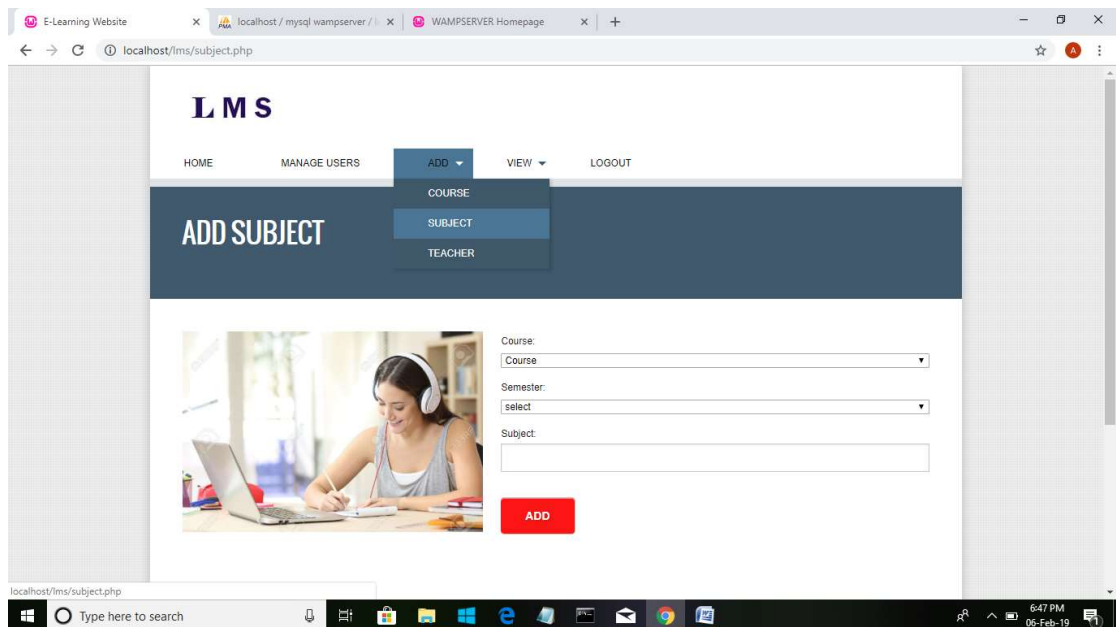 E-Learning Website
localhost / mysql wampserver /
WAMPSERVER Homepage
localhost/lms/subject.php
A
LMS
HOME MANAGE USERS ADD VIEW LOGOUT
COURSE
SUBJECT
TEACHER
ADD SUBJECT
Course:
Course
Semester:
select
Subject:
ADD
localhost/lms/subject.php
Type here to search
6:47 PM
06-Feb-19